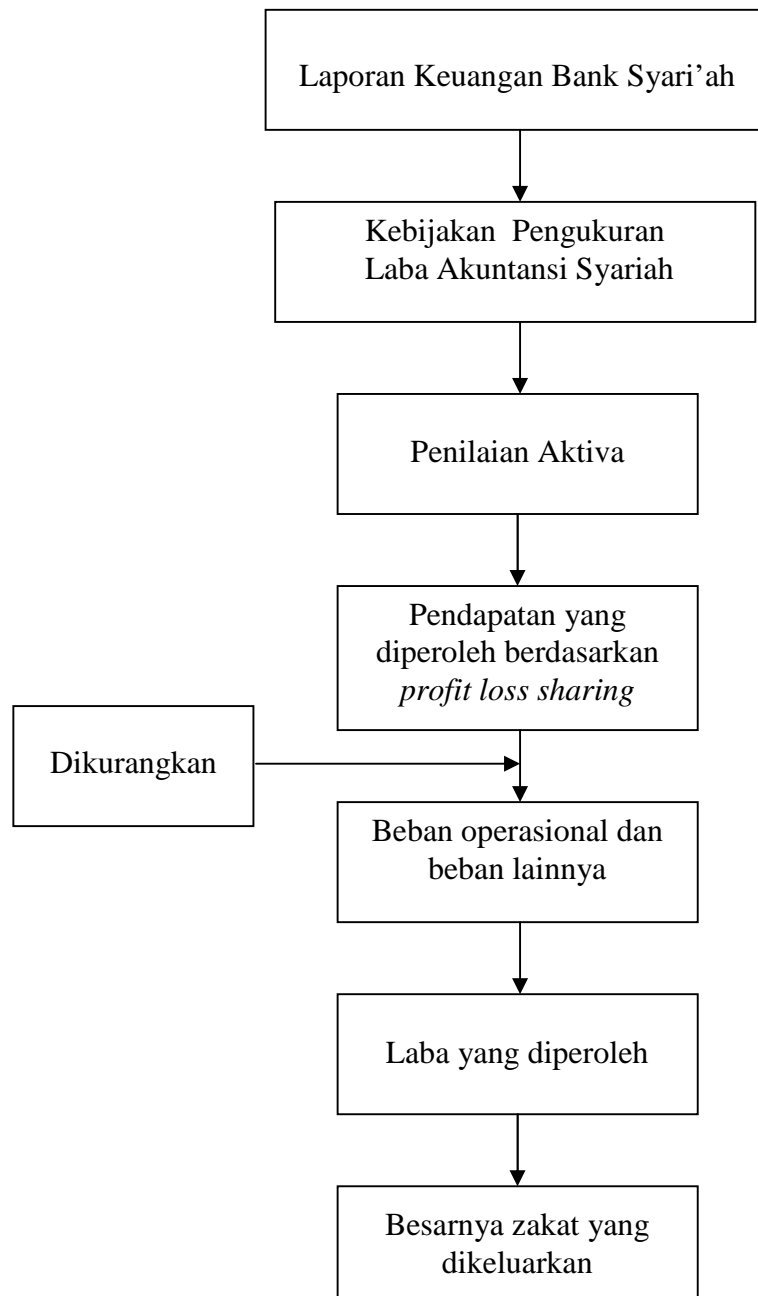 Laporan Keuangan Bank Syari’ah
Kebijakan Pengukuran
Laba Akuntansi Syariah
Penilaian Aktiva
Pendapatan yang
diperoleh berdasarkan
profit loss sharing
Dikurangkan
Beban operasional dan
beban lainnya
Laba yang diperoleh
Besarnya zakat yang
dikeluarkan